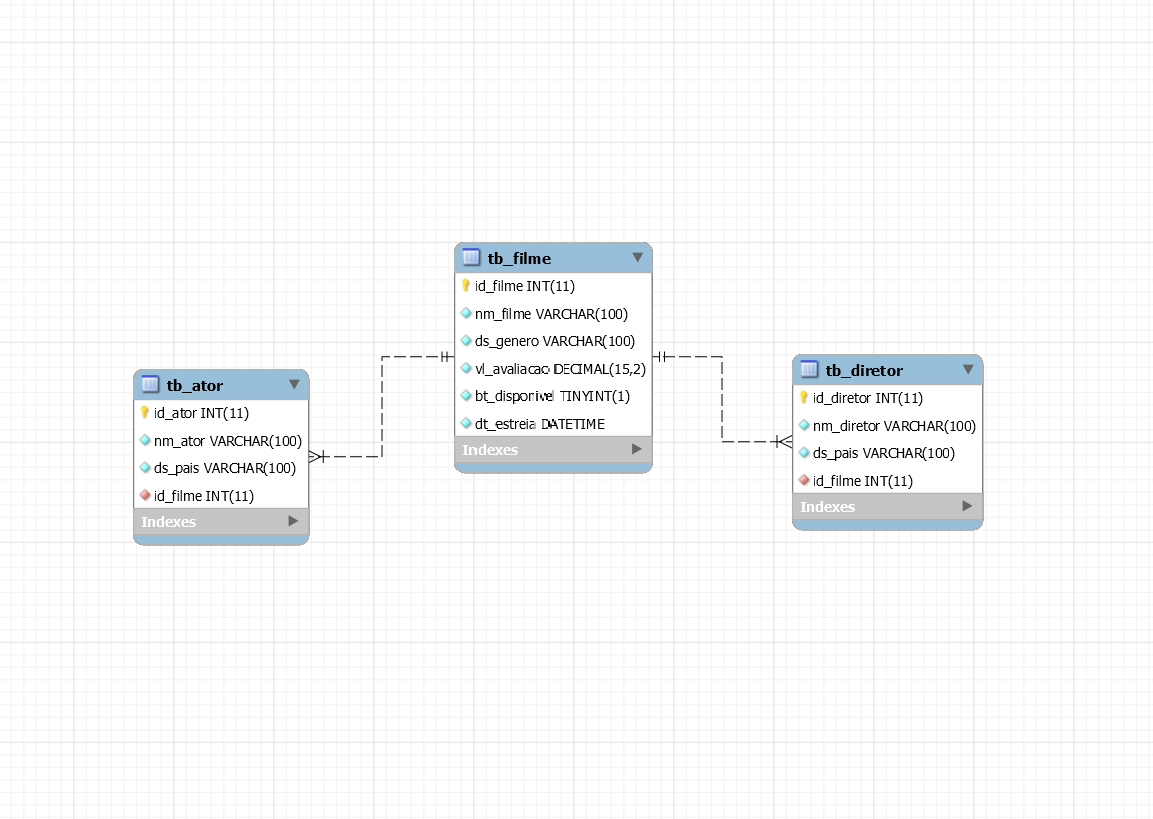 tb_filme
id_filme INT(11)
nm_filme VARCHAR(100)
ds_genero VARCHAR(100)
vl_avaliacao DECIMAL(15,2)
bt_disponivel TINYINT(1)
dt_estreia DATETIME
Indexes
tb_ator
id_ator INT(11)
nm_ator VARCHAR(100)
ds_pais VARCHAR(100)
id_filme INT(11)
Indexes
tb_diretor
id_diretor INT(11)
nm_diretor VARCHAR(100)
ds_pais VARCHAR(100)
id_filme INT(11)
Indexes